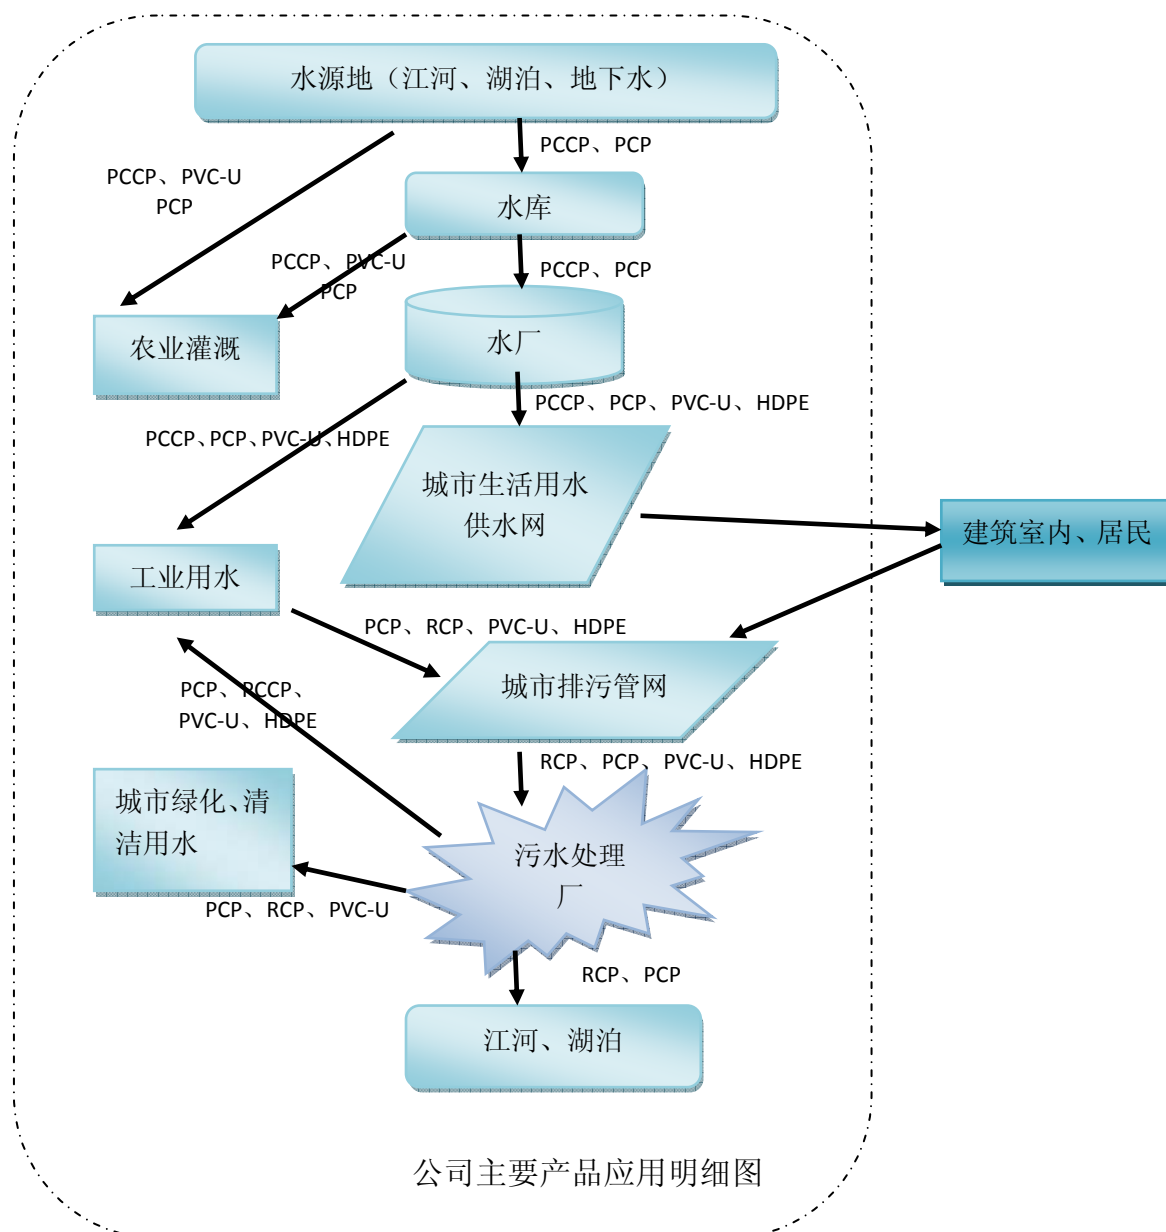 水源地（江河、湖泊、地下水）
PCCP、PCP
PCCP、PVC-U
PCP
水库
PCCP、PVC-U
PCP
PCCP、PCP
农业灌溉
水厂
PCCP、PCP、PVC-U、HDPE
PCCP、PCP、PVC-U、HDPE
城市生活用水
供水网
建筑室内、居民
工业用水
PCP、RCP、PVC-U、HDPE
城市排污管网
PCP、PCCP、
PVC-U、HDPE
RCP、PCP、PVC-U、HDPE
城市绿化、清
洁用水
污水处理
厂
PCP、RCP、PVC-U
RCP、PCP
江河、湖泊
公司主要产品应用明细图